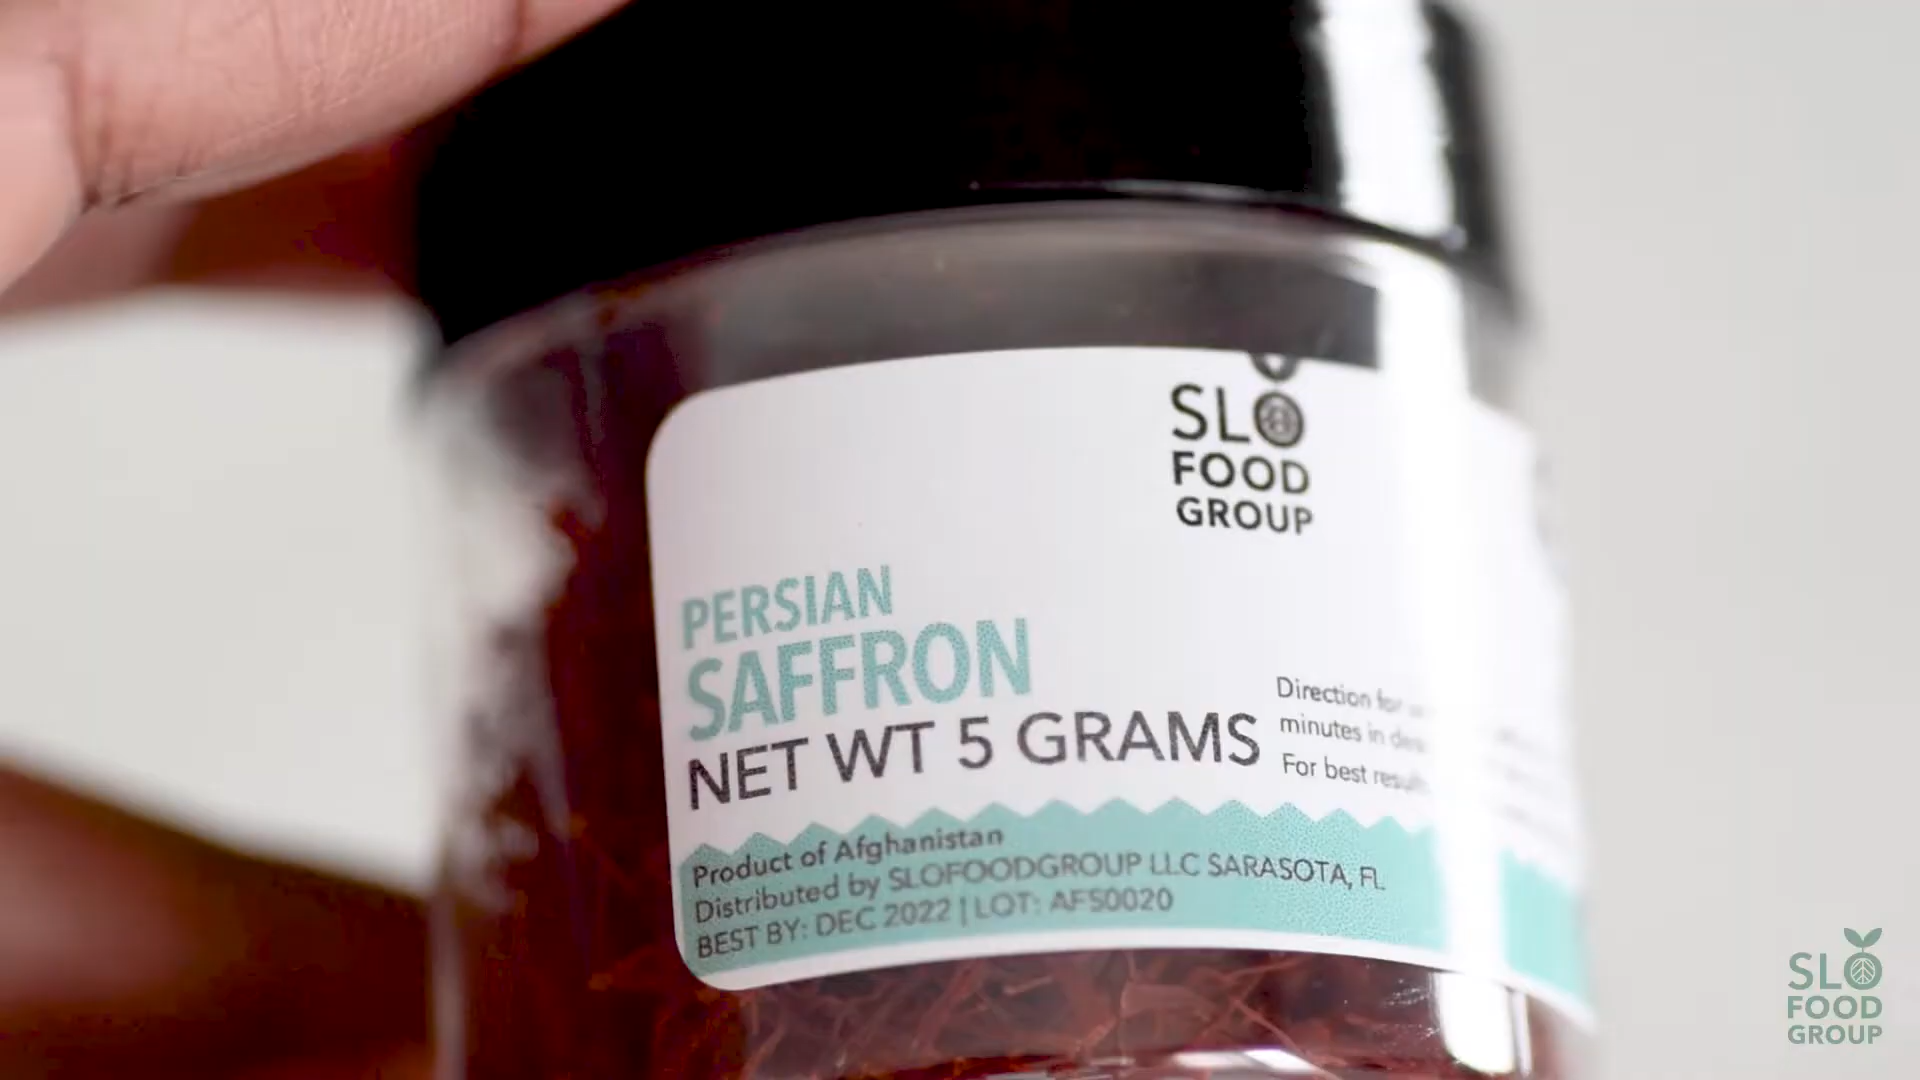 SLO
FOOD
GROUP
PERSIAN
SAFFRON
NET WT 5 GRAMS
Direction for
minutes in
For best results
Product of Afghanistan
Distributed by SLOFOODGROUP LLC SARASOTA, FL
BEST BY: DEC 2022 | LOT: AFS0020
SLO
FOOD
GROUP